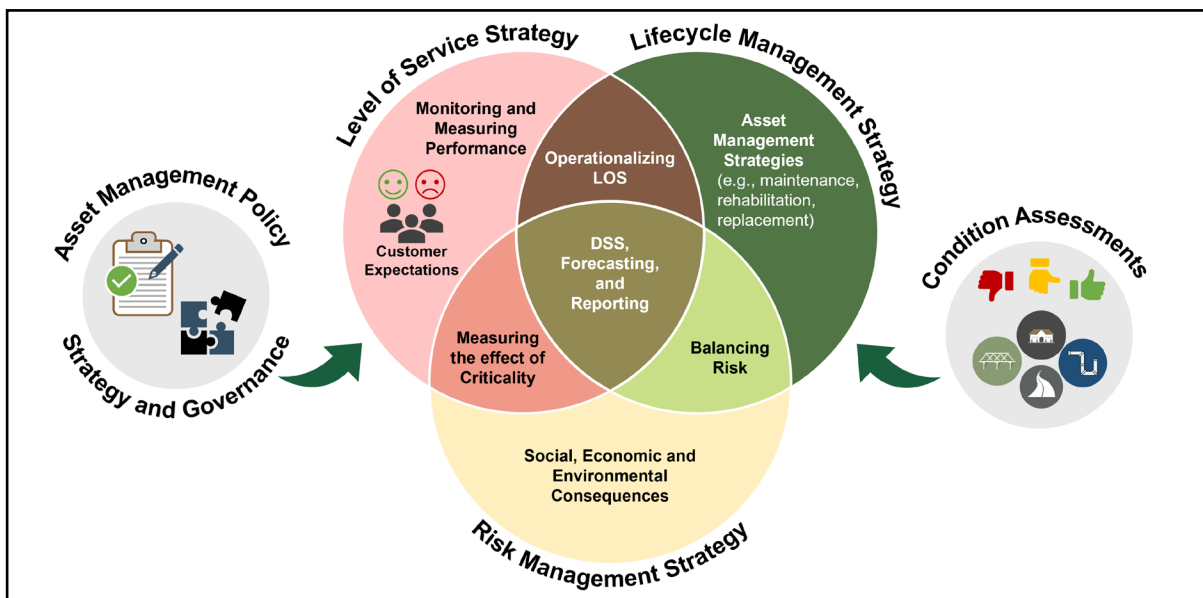 Asset Management Policy
Strategy and Governance
Level of Service Strategy
Monitoring and
Measuring
Performance
Customer
Expectations
Operationalizing
LOS
Lifecycle Management Strategy
Asset
Management
Strategies
(e.g., maintenance,
rehabilitation,
replacement)
DSS,
Forecasting,
and
Reporting
Measuring
the effect of
Criticality
Balancing
Risk
Social, Economic and
Environmental
Consequences
Risk Management Strategy
Condition Assessments